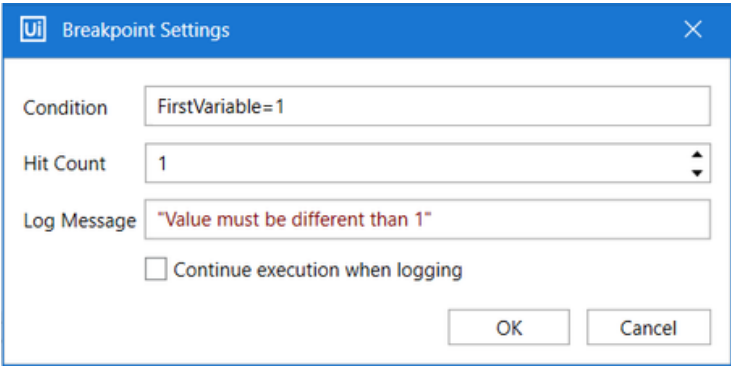 Ui Breakpoint Settings
Condition FirstVariable=1
Hit Count 1
Log Message "Value must be different than 1"
Continue execution when logging
OK Cancel